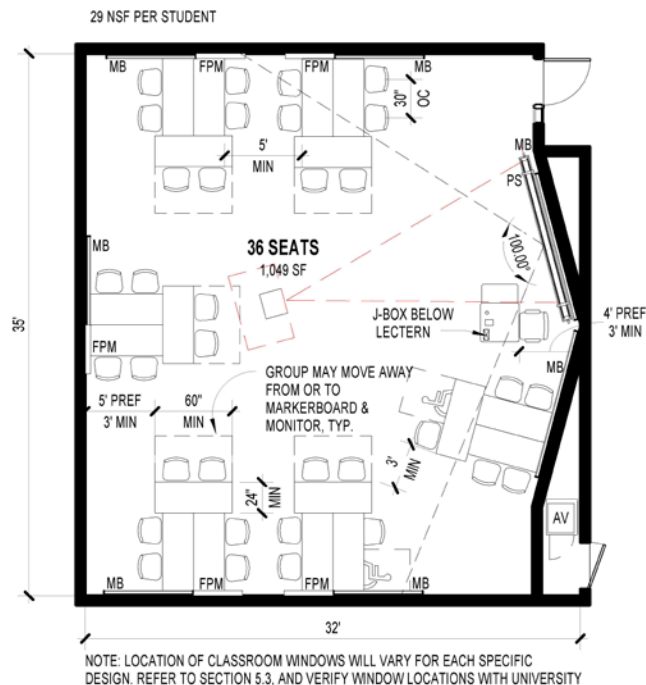 29 NSF PER STUDENT
MB
FPM
FPM
MB
30"
OC
5'
MIN
MB
PS
100.00°
36 SEATS
1,049 SF
MB
FPM
35'
J-BOX BELOW
LECTERN
4' PREF
3' MIN
MB
GROUP MAY MOVE AWAY
FROM OR TO
MARKERBOARD &
MONITOR, TYP.
5' PREF
3' MIN
60"
MIN
3'
MIN
24"
MIN
AV
MB
FPM
FPM
MB
32'
NOTE: LOCATION OF CLASSROOM WINDOWS WILL VARY FOR EACH SPECIFIC
DESIGN. REFER TO SECTION 5.3, AND VERIFY WINDOW LOCATIONS WITH UNIVERSITY